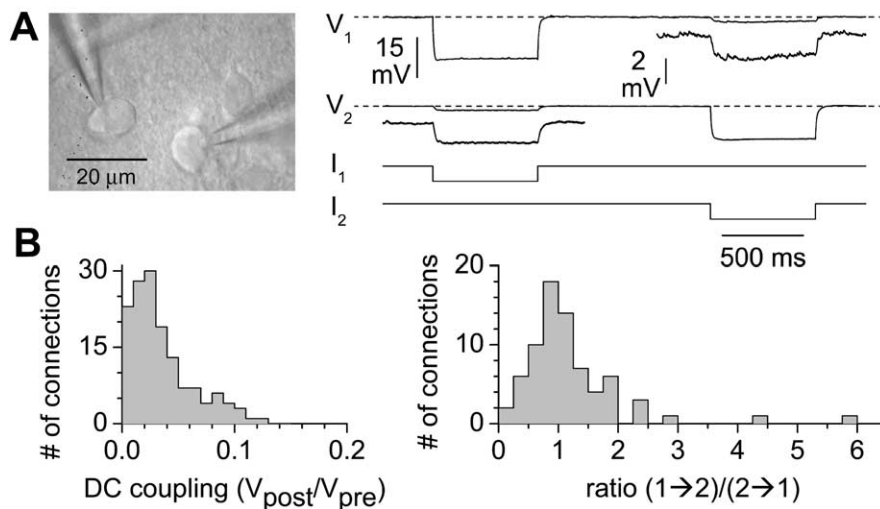 A
20 μm
V1
15
mV
2
mV
V2
I1
I2
500 ms
B
# of connections
30
15
0
0.0 0.1 0.2
DC coupling (Vpost/Vpre)
# of connections
20
10
0
0 1 2 3 4 5 6
ratio (1→2)/(2→1)